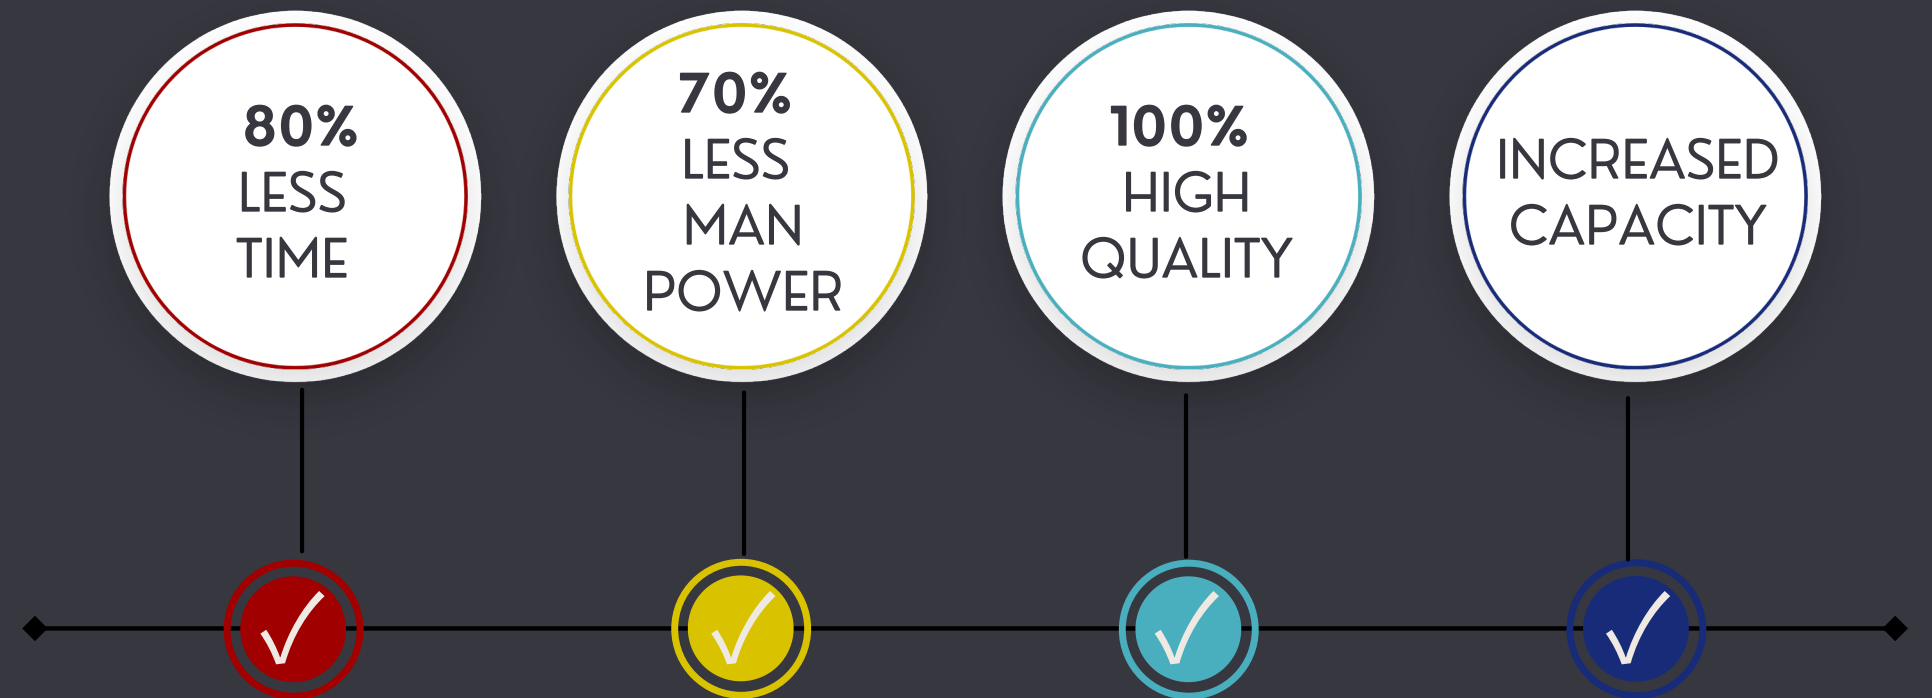 80%
LESS
TIME
70%
LESS
MAN
POWER
100%
HIGH
QUALITY
INCREASED
CAPACITY